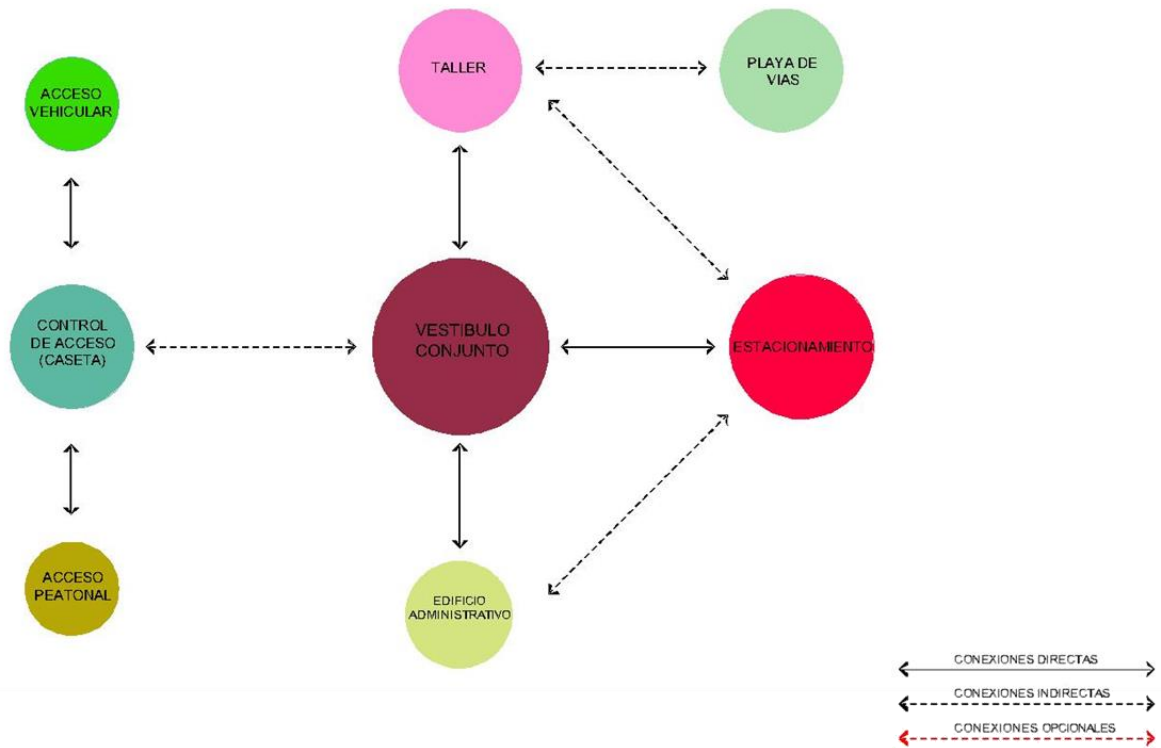 TALLER
PLAYA DE
VIAS
ACCESO
VEHICULAR
CONTROL
DE ACCESO
(CASETA)
VESTIBULO
CONJUNTO
ESTACIONAMIENTO
ACCESO
PEATONAL
EDIFICIO
ADMINISTRATIVO
CONEXIONES DIRECTAS
CONEXIONES INDIRECTAS
CONEXIONES OPCIONALES